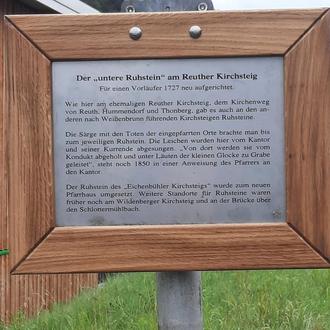 Der „untere Ruhstein" am Reuther Kirchsteig
Für einen Vorläufer 1727 neu aufgerichtet.
Wie hier am ehemaligen Reuther Kirchsteig, dem Kirchenweg
von Reuth, Hummendorf und Thonberg, gab es auch an den an-
deren nach Weißenbrunn führenden Kirchsteigen Ruhsteine.
Die Särge mit den Toten der eingepfarrten Orte brachte man bis
zum jeweiligen Ruhstein. Die Leichen wurden hier vom Kantor
und seiner Kurrende abgesungen. „Von dort werden sie vom
Kondukt abgeholt und unter Läuten der kleinen Glocke zu Grabe
geleitet", steht noch 1850 in einer Anweisung des Pfarrers an
den Kantor.
Der Ruhstein des „Eichenbühler Kirchsteigs" wurde zum neuen
Pfarrhaus umgesetzt. Weitere Standorte für Ruhsteine waren
früher noch am Wildenberger Kirchsteig und an der Brücke über
den Schlottermühlbach.